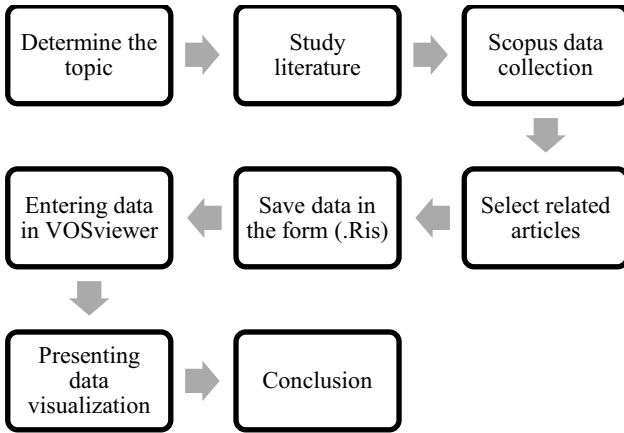 Determine the
topic
Study
literature
Scopus data
collection
Select related
articles
Save data in
the form (.Ris)
Entering data
in VOSviewer
Presenting
data
visualization
Conclusion